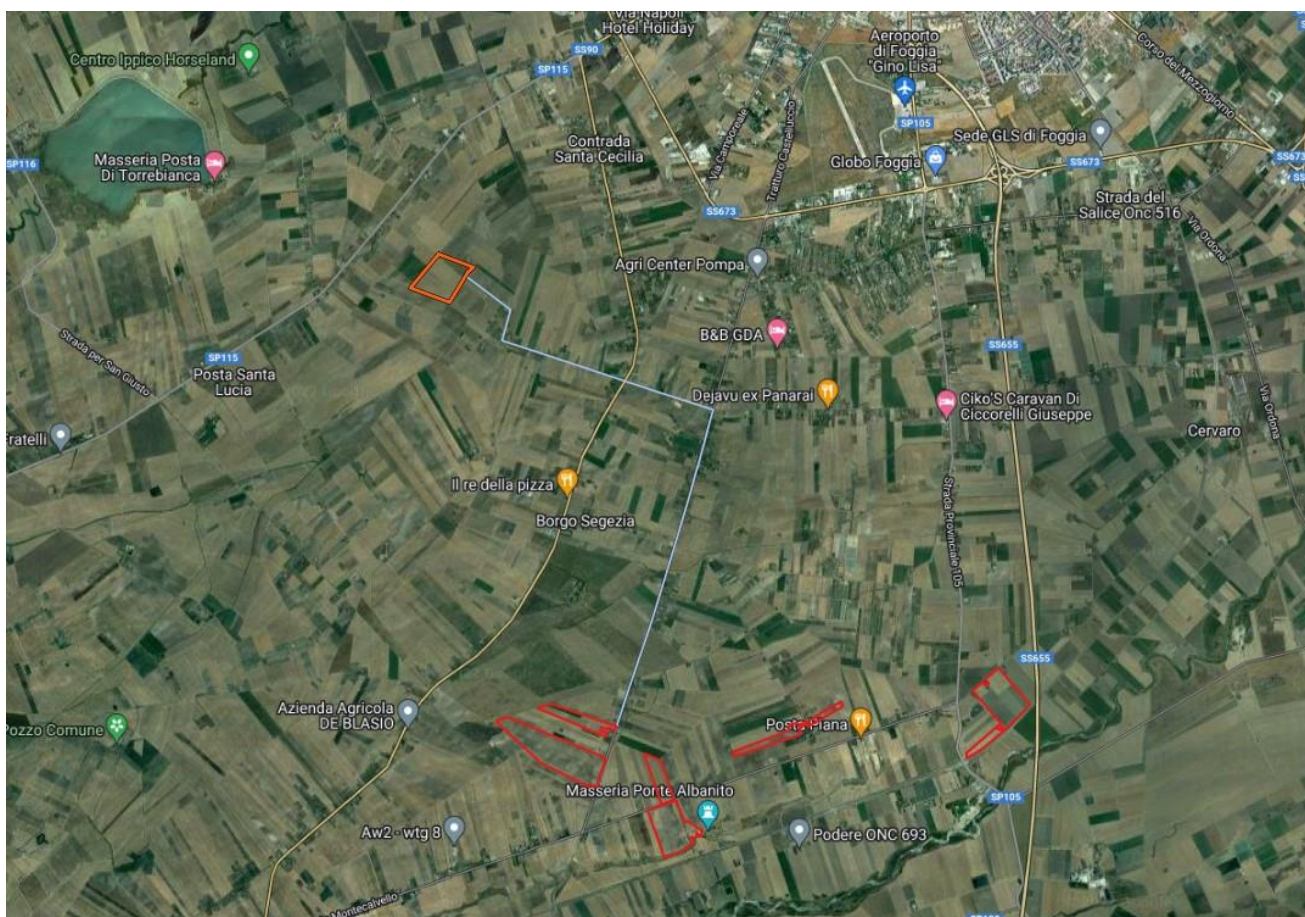 Via Napoli
Hotel Holiday
Centro Ippico Horseland
SS90
SP115
Aeroporto
di Foggia
"Gino Lisa"
Corso del Mezzogiorno
SP105
Sede GLS di Foggia
Contrada
Santa Cecilia
Via Camporeale
Tratturo Castelluccio
Globo Foggia
SS673
SS673
SP116
Masseria Posta
Di Torrebianca
SS673
Strada del
Salice Onc 516
Via Ordona
Agri Center Pompa
B&B GDA
SS655
Strada per San Giusto
SP115
Posta Santa
Lucia
Dejavu ex Panaral
Ciko'S Caravan Di
Ciccorelli Giuseppe
Via Ordona
Fratelli
Cervaro
Il re della pizza
Borgo Segezia
Strada Provinciale 105
SS655
Azienda Agricola
DE BLASIO
Pozzo Comune
Posta Piana
Masseria Ponte Albanito
SP105
Aw2 - wtg 8
Podere ONC 693
Montecalvello